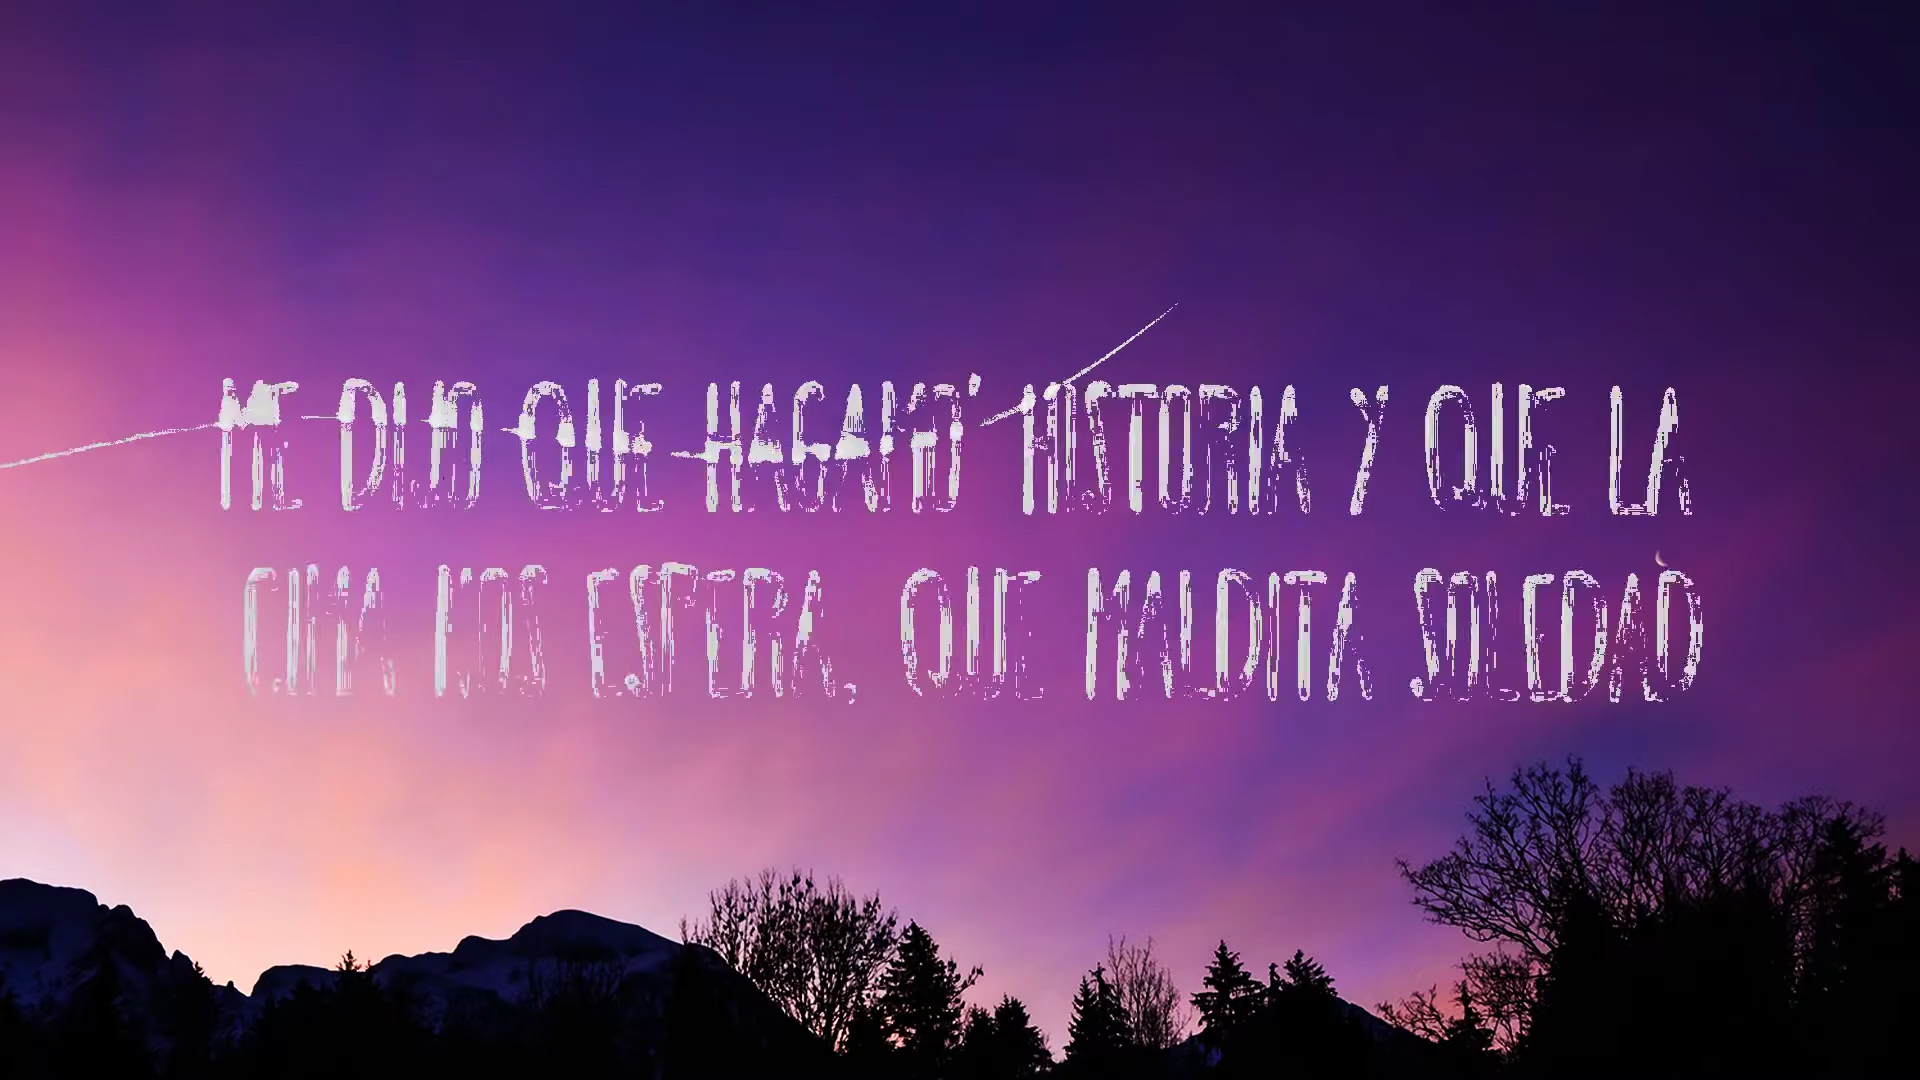 ME DIJO QUE HAGAMO' HISTORIA Y QUE LA
CIMA NOS ESPERA, QUE MALDITA SOLEDAD